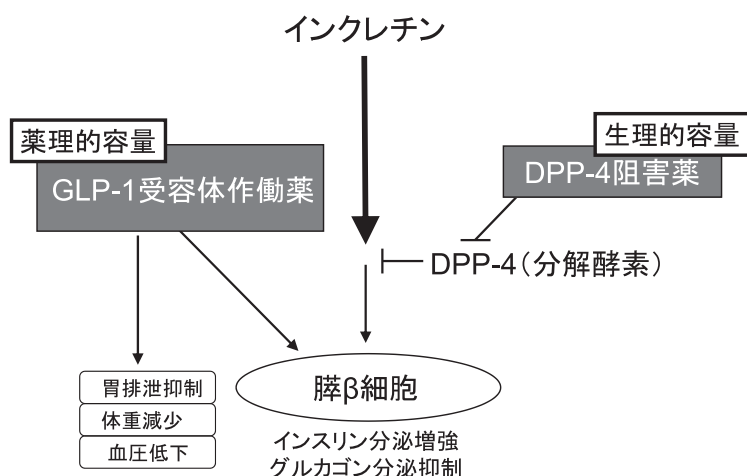 インクレチン
薬理的容量
GLP-1受容体作働薬
生理的容量
DPP-4阻害薬
DPP-4(分解酵素)
胃排泄抑制
体重減少
血圧低下
膵β細胞
インスリン分泌増強
グルカゴン分泌抑制